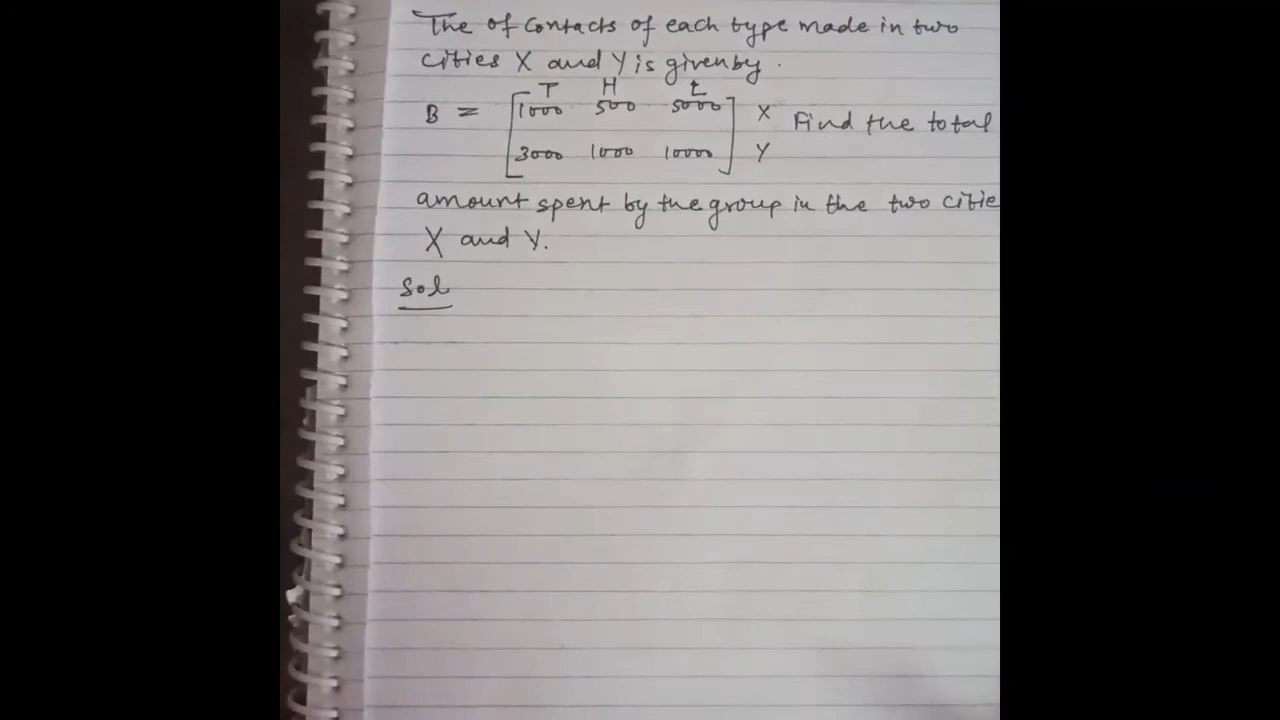 The of Contacts of each type made in two
cities X and Y is given by.
T H L
B = [1000 500 5000] X Find the total
[3000 1000 10000] Y
amount spent by the group in the two citie
X and Y.
Sol